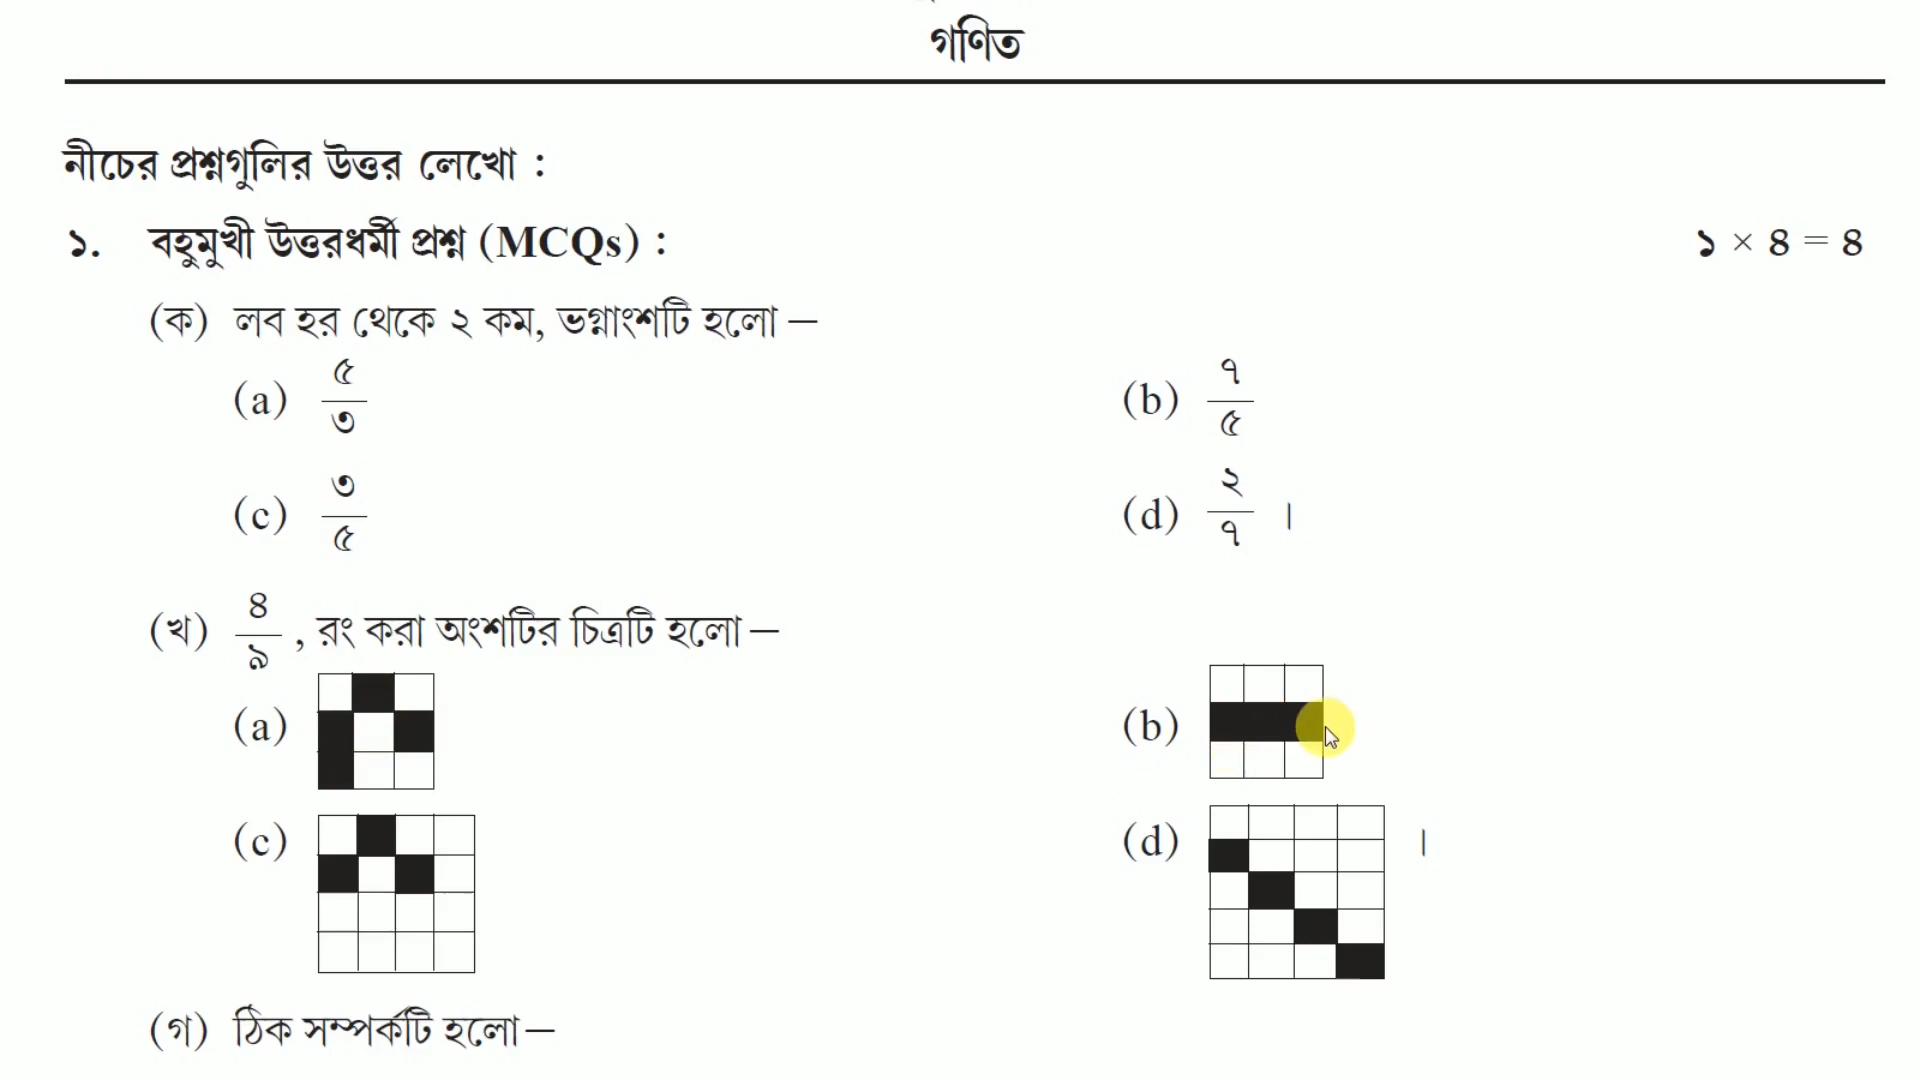 গণিত
নীচের প্রশ্নগুলির উত্তর লেখো :
১. বহুমুখী উত্তরধর্মী প্রশ্ন (MCQs) : ১ × ৪ = ৪
(ক) লব হর থেকে ২ কম, ভগ্নাংশটি হলো —
(a) ৫/৩ (b) ৭/৫
(c) ৩/৫ (d) ২/৭ ।
(খ) ৪/৯ , রং করা অংশটির চিত্রটি হলো —
(a) (b)
(c) (d) ।
(গ) ঠিক সম্পর্কটি হলো —